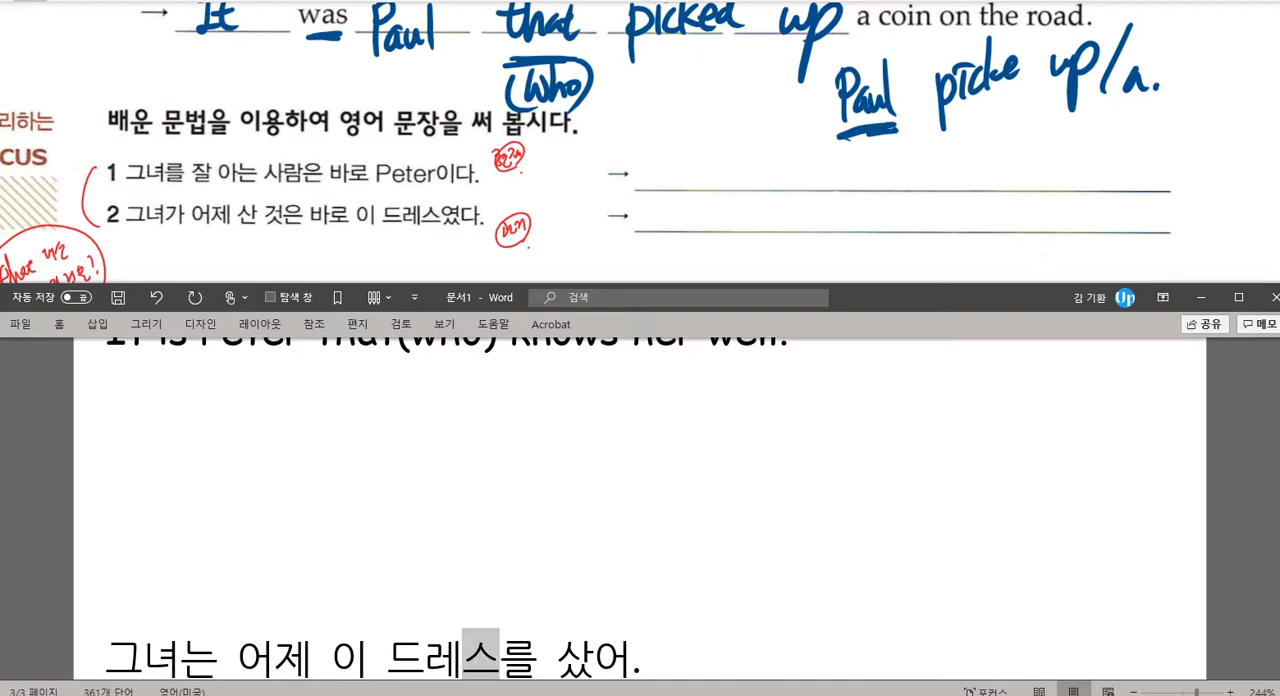 → It was Paul that picked up a coin on the road.
(who)
Paul picke up/a.
리하는
CUS
배운 문법을 이용하여 영어 문장을 써 봅시다.
1 그녀를 잘 아는 사람은 바로 Peter이다. →
2 그녀가 어제 산 것은 바로 이 드레스였다. →
자동 저장 끔 탐색 창 문서1 - Word 검색 김 기환 Up
파일 홈 삽입 그리기 디자인 레이아웃 참조 편지 검토 보기 도움말 Acrobat 공유 메모
It is Peter that(who) knows her well.
그녀는 어제 이 드레스를 샀어.
3/3 페이지 361개 단어 영어(미국) 포커스 244%